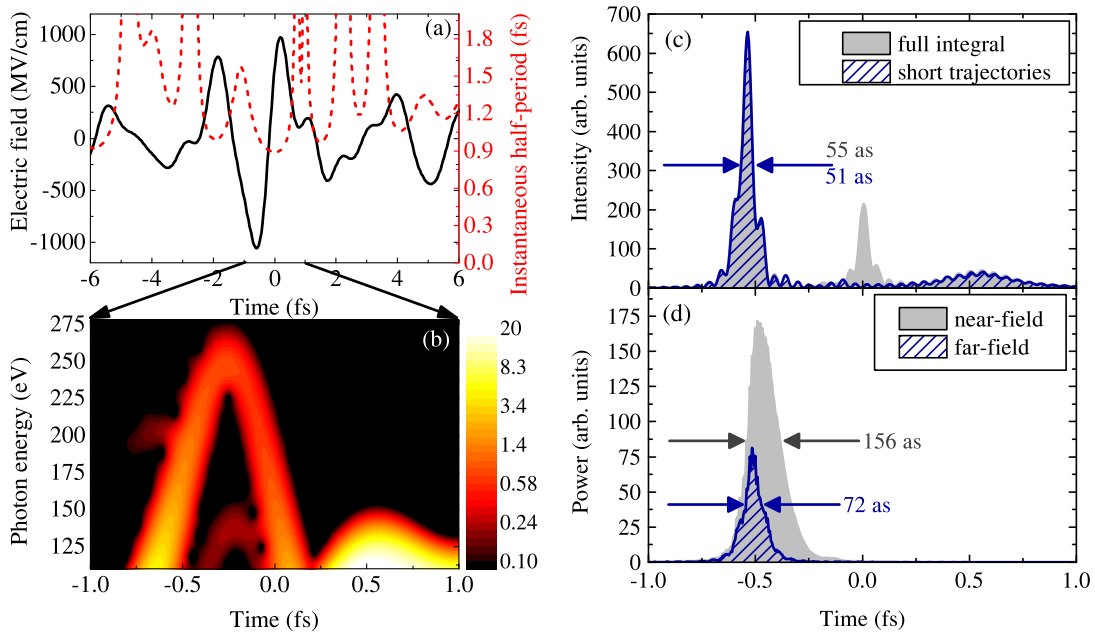 (a)
Electric field (MV/cm)
1000
500
0
-500
-1000
-6
-4
-2
0
2
4
6
Time (fs)
Instantaneous half-period (fs)
1.8
1.5
1.2
0.9
0.6
0.3
0.0
(b)
Photon energy (eV)
275
250
225
200
175
150
125
-1.0
-0.5
0.0
0.5
1.0
Time (fs)
20
8.3
3.4
1.4
0.58
0.24
0.10
(c)
Intensity (arb. units)
700
600
500
400
300
200
100
0
full integral
short trajectories
55 as
51 as
(d)
Power (arb. units)
175
150
125
100
75
50
25
0
near-field
far-field
156 as
72 as
-1.0
-0.5
0.0
0.5
1.0
Time (fs)